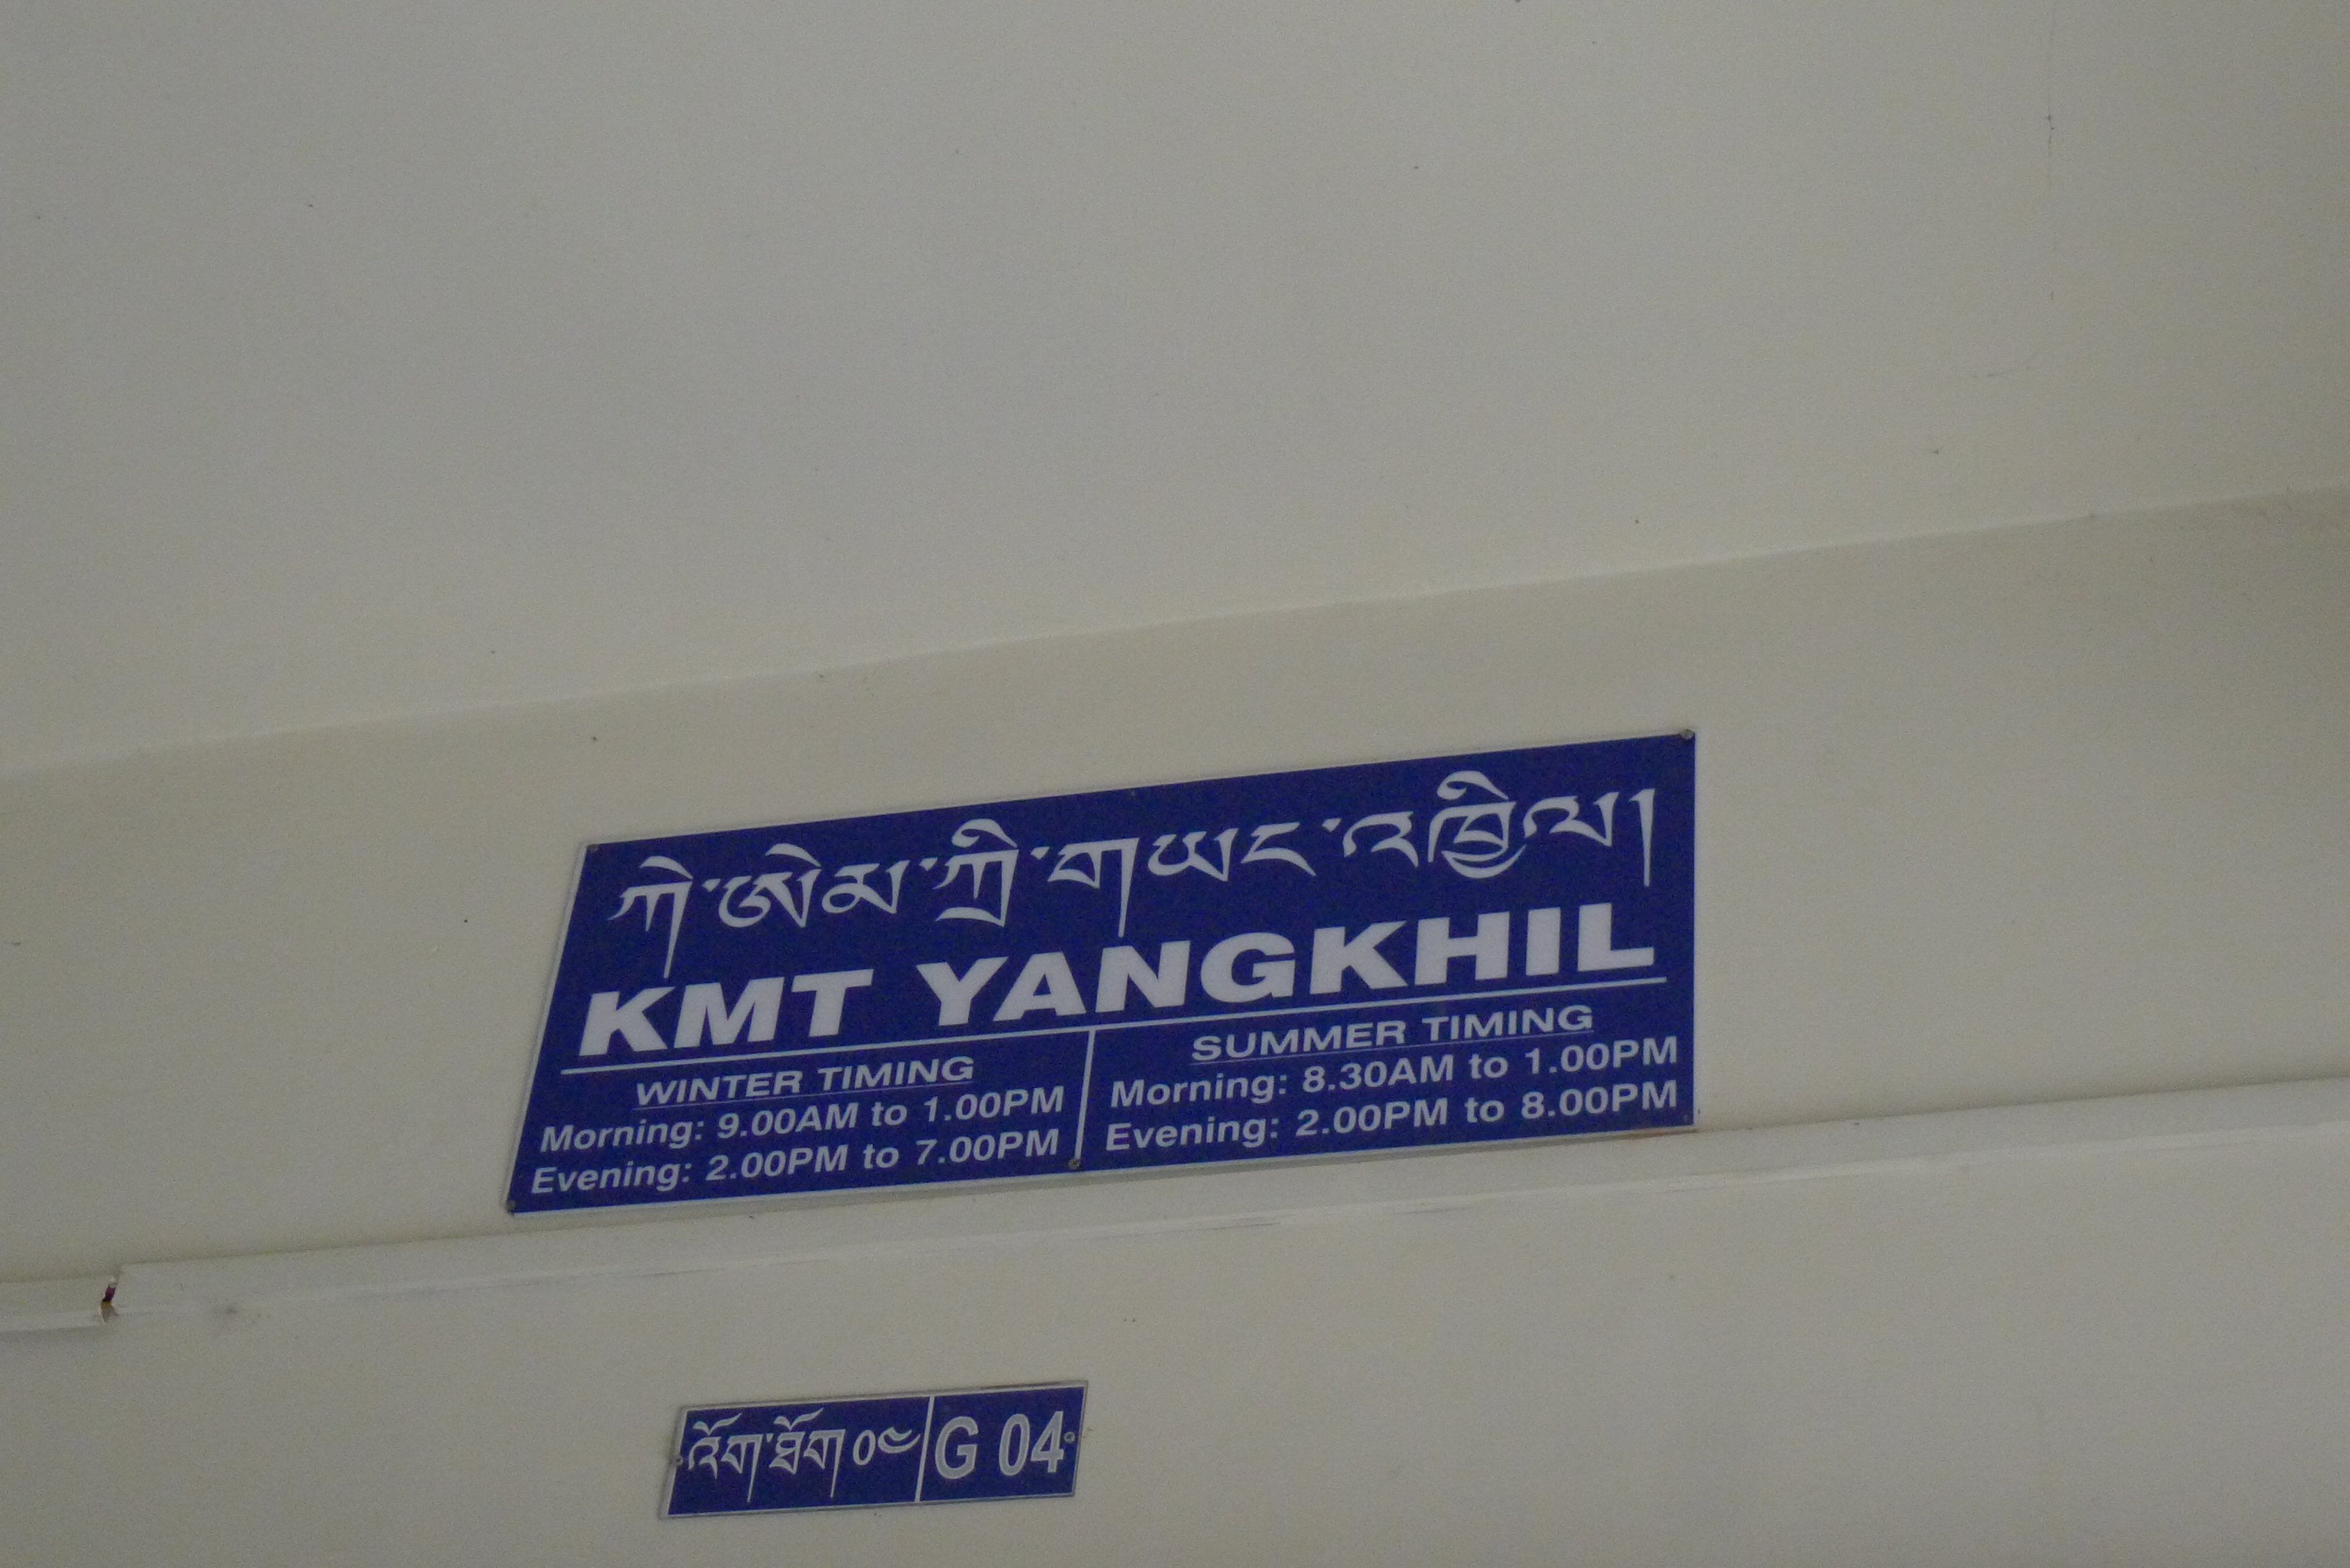 ཀེ་ཨེམ་ཀྲི་གཡང་འཁྱིལ།
KMT YANGKHIL
WINTER TIMING
Morning: 9.00AM to 1.00PM
Evening: 2.00PM to 7.00PM
SUMMER TIMING
Morning: 8.30AM to 1.00PM
Evening: 2.00PM to 8.00PM
འོག་ཐོག ༠༤
G 04